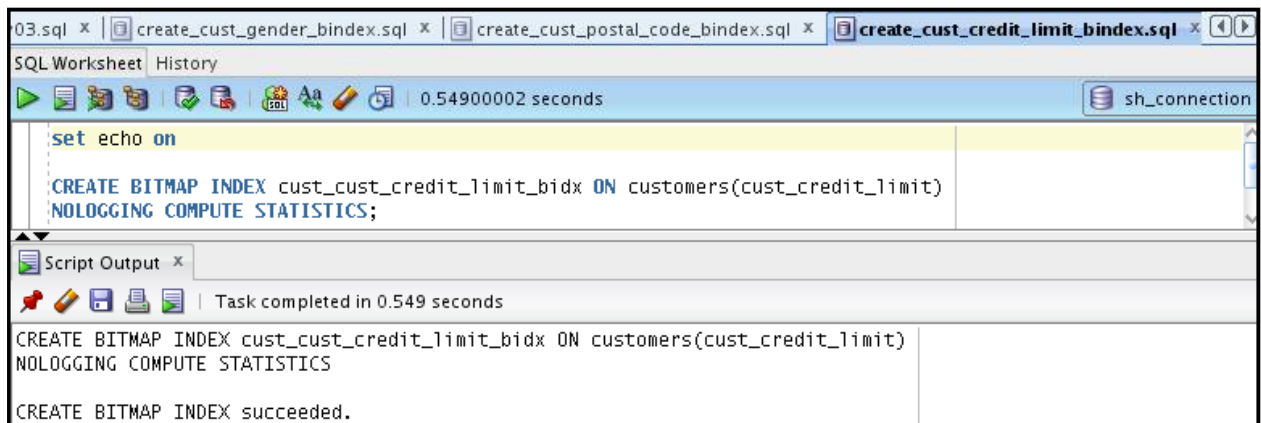 03.sql x create_cust_gender_bindex.sql x create_cust_postal_code_bindex.sql x create_cust_credit_limit_bindex.sql x
SQL Worksheet History
0.54900002 seconds sh_connection
set echo on
CREATE BITMAP INDEX cust_cust_credit_limit_bidx ON customers(cust_credit_limit)
NOLOGGING COMPUTE STATISTICS;
Script Output x
Task completed in 0.549 seconds
CREATE BITMAP INDEX cust_cust_credit_limit_bidx ON customers(cust_credit_limit)
NOLOGGING COMPUTE STATISTICS
CREATE BITMAP INDEX succeeded.